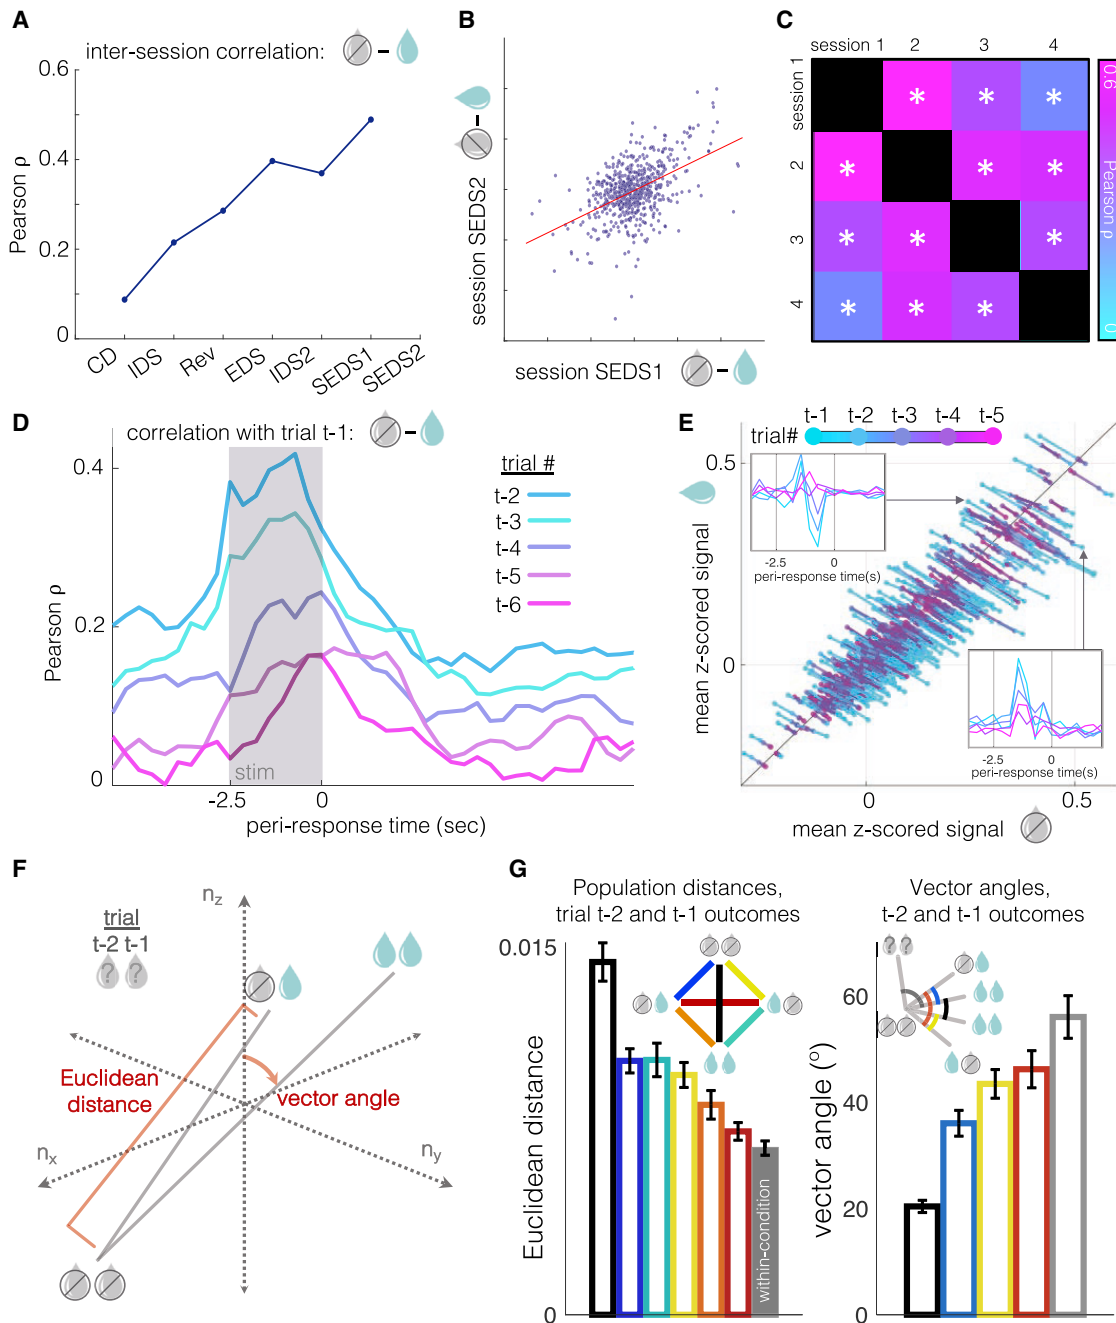 A
inter-session correlation:
0.6
0.4
0.2
0
Pearson ρ
CD
IDS
Rev
EDS
IDS2
SEDS1
SEDS2
B
session SEDS2
session SEDS1
C
session 1
2
3
4
session 1
2
3
4
* * *
* * *
* * *
* * *
0.6
Pearson ρ
0
D
correlation with trial t-1:
trial #
t-2
t-3
t-4
t-5
t-6
0.4
0.2
0
Pearson ρ
stim
-2.5
0
peri-response time (sec)
E
t-1 t-2 t-3 t-4 t-5
trial#
0.5
0
mean z-scored signal
-2.5 0
peri-response time(s)
-2.5 0
peri-response time(s)
0
0.5
mean z-scored signal
F
trial
t-2 t-1
? ?
n_z
Euclidean
distance
vector angle
n_x
n_y
G
Population distances,
trial t-2 and t-1 outcomes
0.015
0
Euclidean distance
within-condition
Vector angles,
t-2 and t-1 outcomes
? ?
60
40
20
0
vector angle (º)